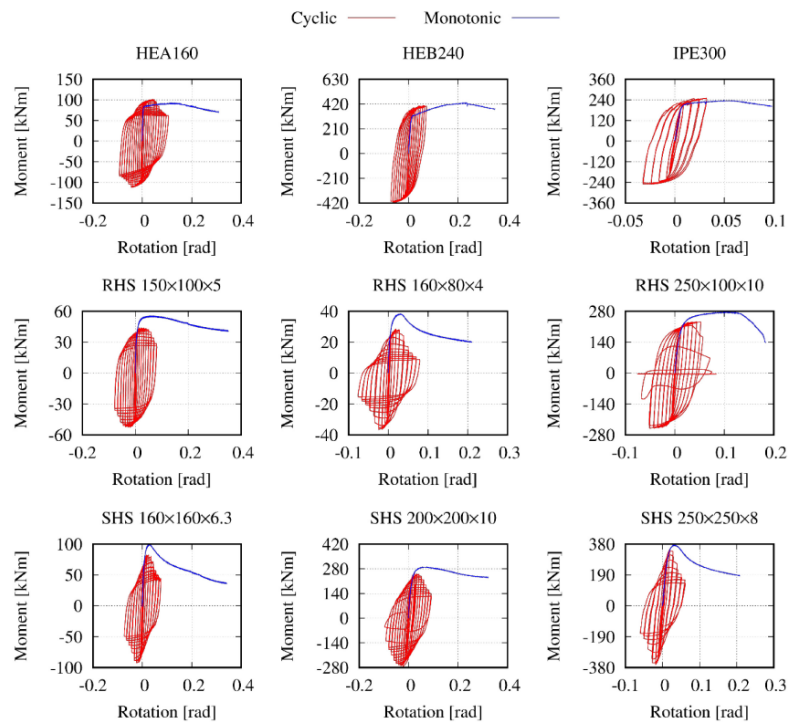 Cyclic Monotonic
HEA160 HEB240 IPE300
Moment [kNm]
150
100
50
0
-50
-100
-150
-0.2 0 0.2 0.4
Rotation [rad]
Moment [kNm]
630
420
210
0
-210
-420
-0.2 0 0.2 0.4
Rotation [rad]
Moment [kNm]
360
240
120
0
-120
-240
-360
-0.05 0 0.05 0.1
Rotation [rad]
RHS 150×100×5 RHS 160×80×4 RHS 250×100×10
Moment [kNm]
60
30
0
-30
-60
-0.2 0 0.2 0.4
Rotation [rad]
Moment [kNm]
40
20
0
-20
-40
-0.1 0 0.1 0.2 0.3
Rotation [rad]
Moment [kNm]
280
140
0
-140
-280
-0.1 0 0.1 0.2
Rotation [rad]
SHS 160×160×6.3 SHS 200×200×10 SHS 250×250×8
Moment [kNm]
100
50
0
-50
-100
-0.2 0 0.2 0.4
Rotation [rad]
Moment [kNm]
420
280
140
0
-140
-280
-0.2 0 0.2 0.4
Rotation [rad]
Moment [kNm]
380
190
0
-190
-380
-0.1 0 0.1 0.2 0.3
Rotation [rad]